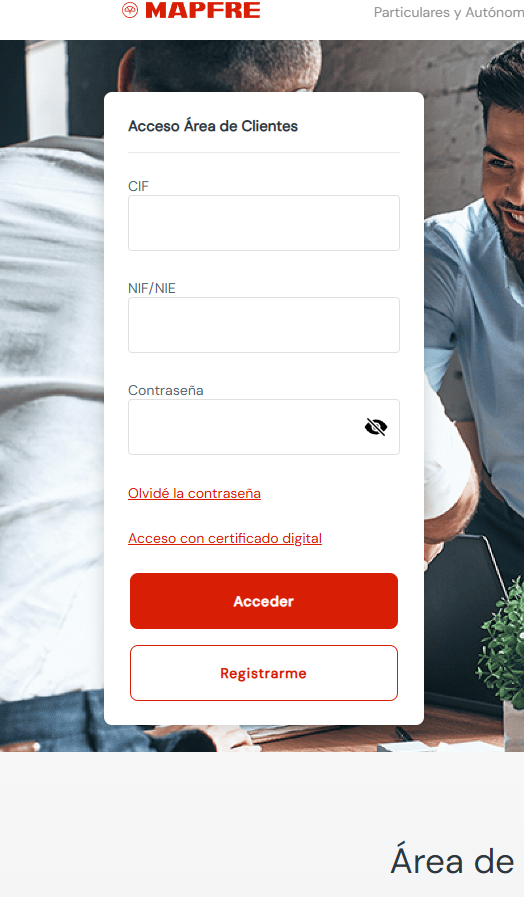 MAPFRE
Particulares y Autónom
Acceso Área de Clientes
CIF
NIF/NIE
Contraseña
Olvidé la contraseña
Acceso con certificado digital
Acceder
Registrarme
Área de